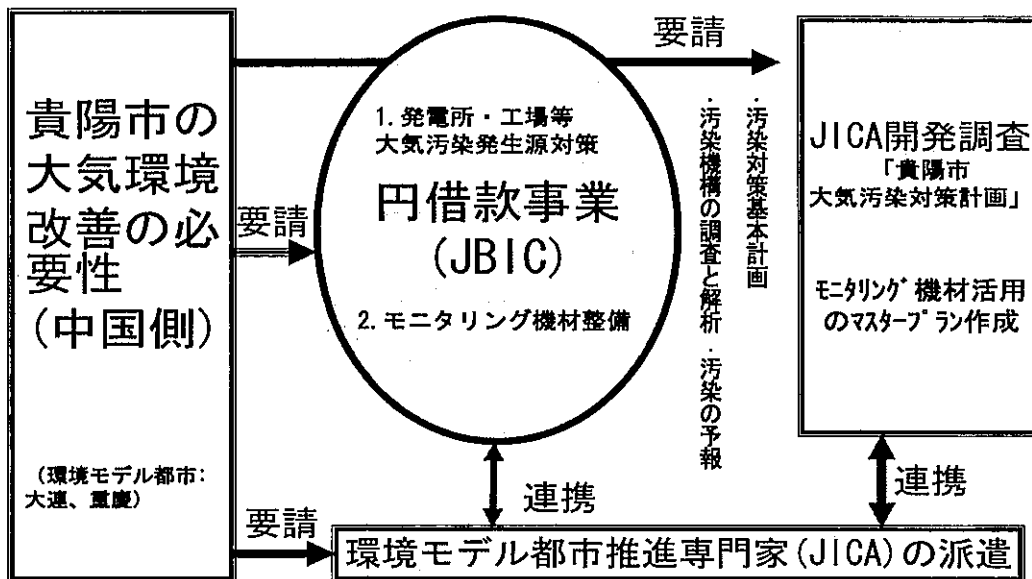 貴陽市の
大気環境
改善の必
要性
(中国側)
(環境モデル都市:
大連、重慶)
要請
要請
要請
1. 発電所・工場等
大気汚染発生源対策
円借款事業
(JBIC)
2. モニタリング機材整備
・汚染対策基本計画
・汚染機構の調査と解析・汚染の予報
JICA開発調査
「貴陽市
大気汚染対策計画」
モニタリング機材活用
のマスタープラン作成
連携
連携
環境モデル都市推進専門家(JICA)の派遣